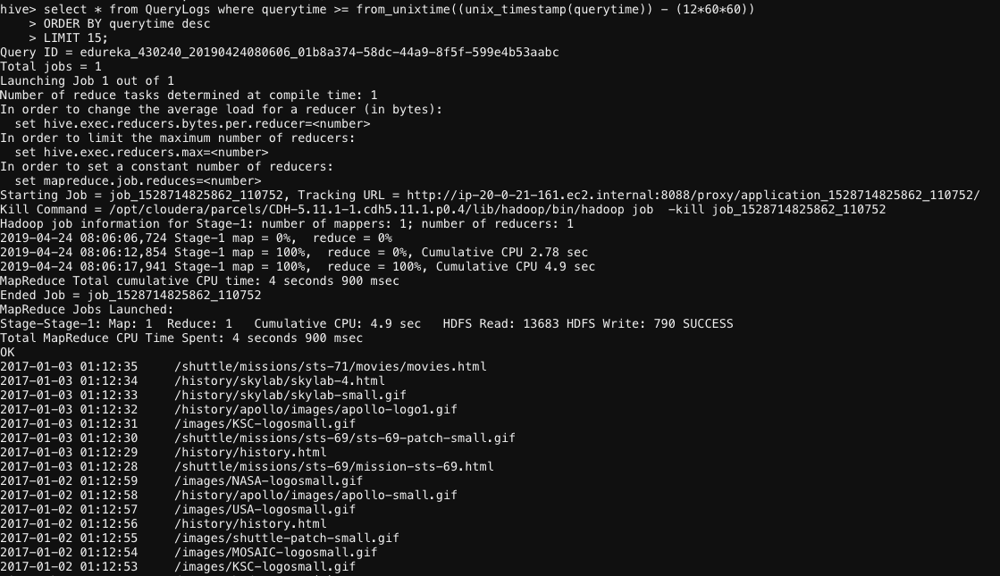 hive> select * from QueryLogs where querytime >= from_unixtime((unix_timestamp(querytime)) - (12*60*60))
    > ORDER BY querytime desc
    > LIMIT 15;
Query ID = edureka_430240_20190424080606_01b8a374-58dc-44a9-8f5f-599e4b53aabc
Total jobs = 1
Launching Job 1 out of 1
Number of reduce tasks determined at compile time: 1
In order to change the average load for a reducer (in bytes):
  set hive.exec.reducers.bytes.per.reducer=<number>
In order to limit the maximum number of reducers:
  set hive.exec.reducers.max=<number>
In order to set a constant number of reducers:
  set mapreduce.job.reduces=<number>
Starting Job = job_1528714825862_110752, Tracking URL = http://ip-20-0-21-161.ec2.internal:8088/proxy/application_1528714825862_110752/
Kill Command = /opt/cloudera/parcels/CDH-5.11.1-1.cdh5.11.1.p0.4/lib/hadoop/bin/hadoop job  -kill job_1528714825862_110752
Hadoop job information for Stage-1: number of mappers: 1; number of reducers: 1
2019-04-24 08:06:06,724 Stage-1 map = 0%,  reduce = 0%
2019-04-24 08:06:12,854 Stage-1 map = 100%,  reduce = 0%, Cumulative CPU 2.78 sec
2019-04-24 08:06:17,941 Stage-1 map = 100%,  reduce = 100%, Cumulative CPU 4.9 sec
MapReduce Total cumulative CPU time: 4 seconds 900 msec
Ended Job = job_1528714825862_110752
MapReduce Jobs Launched:
Stage-Stage-1: Map: 1  Reduce: 1   Cumulative CPU: 4.9 sec   HDFS Read: 13683 HDFS Write: 790 SUCCESS
Total MapReduce CPU Time Spent: 4 seconds 900 msec
OK
2017-01-03 01:12:35     /shuttle/missions/sts-71/movies/movies.html
2017-01-03 01:12:34     /history/skylab/skylab-4.html
2017-01-03 01:12:33     /history/skylab/skylab-small.gif
2017-01-03 01:12:32     /history/apollo/images/apollo-logo1.gif
2017-01-03 01:12:31     /images/KSC-logosmall.gif
2017-01-03 01:12:30     /shuttle/missions/sts-69/sts-69-patch-small.gif
2017-01-03 01:12:29     /history/history.html
2017-01-03 01:12:28     /shuttle/missions/sts-69/mission-sts-69.html
2017-01-02 01:12:59     /images/NASA-logosmall.gif
2017-01-02 01:12:58     /history/apollo/images/apollo-small.gif
2017-01-02 01:12:57     /images/USA-logosmall.gif
2017-01-02 01:12:56     /history/history.html
2017-01-02 01:12:55     /images/shuttle-patch-small.gif
2017-01-02 01:12:54     /images/MOSAIC-logosmall.gif
2017-01-02 01:12:53     /images/KSC-logosmall.gif